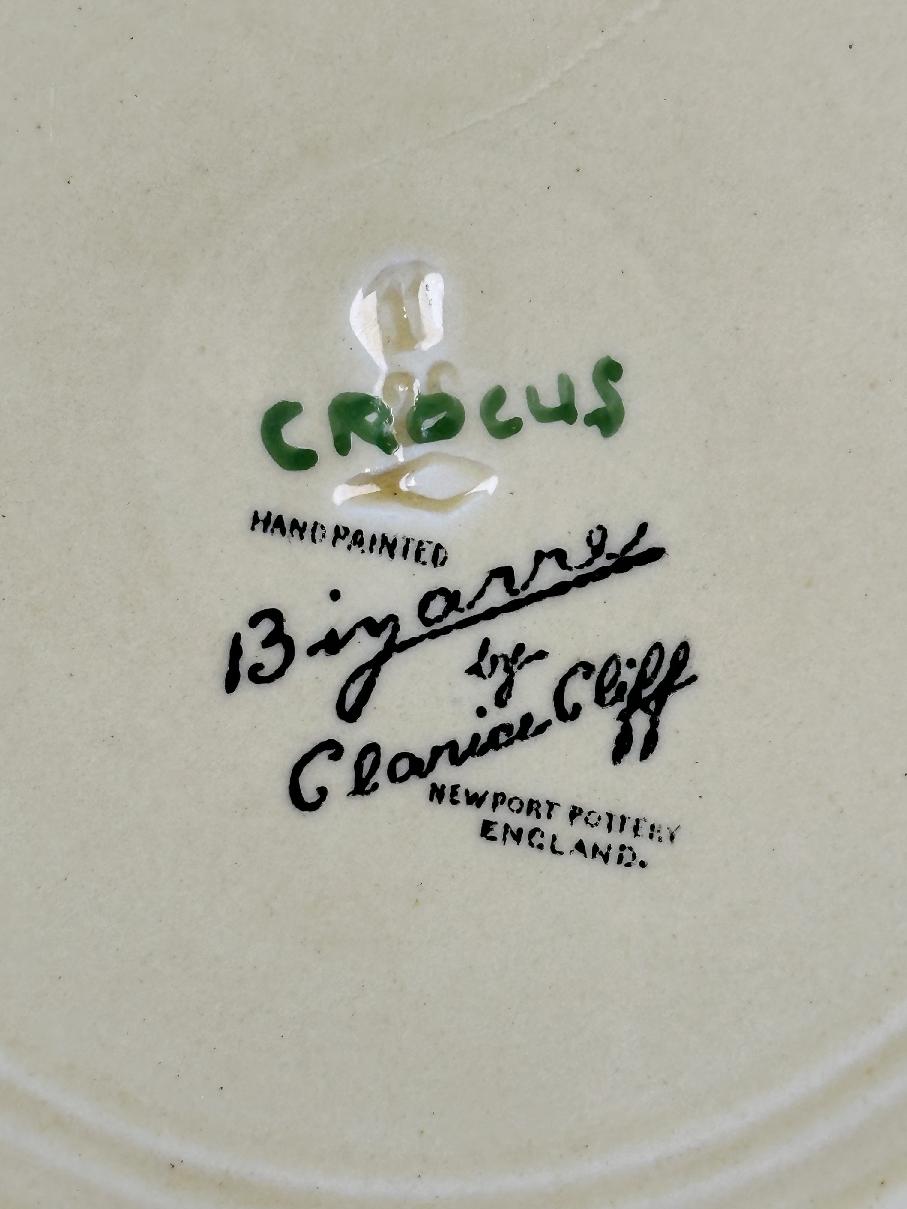 CROCUS
HAND PAINTED
Bizarre
by
Clarice Cliff
NEWPORT POTTERY
ENGLAND.